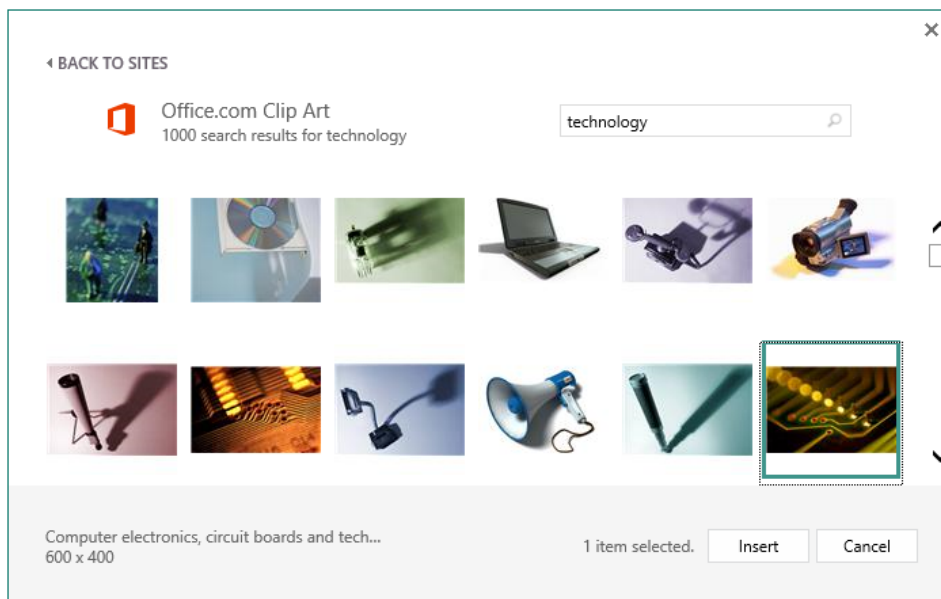 BACK TO SITES
Office.com Clip Art
1000 search results for technology
technology
Computer electronics, circuit boards and tech...
600 x 400
1 item selected.
Insert
Cancel